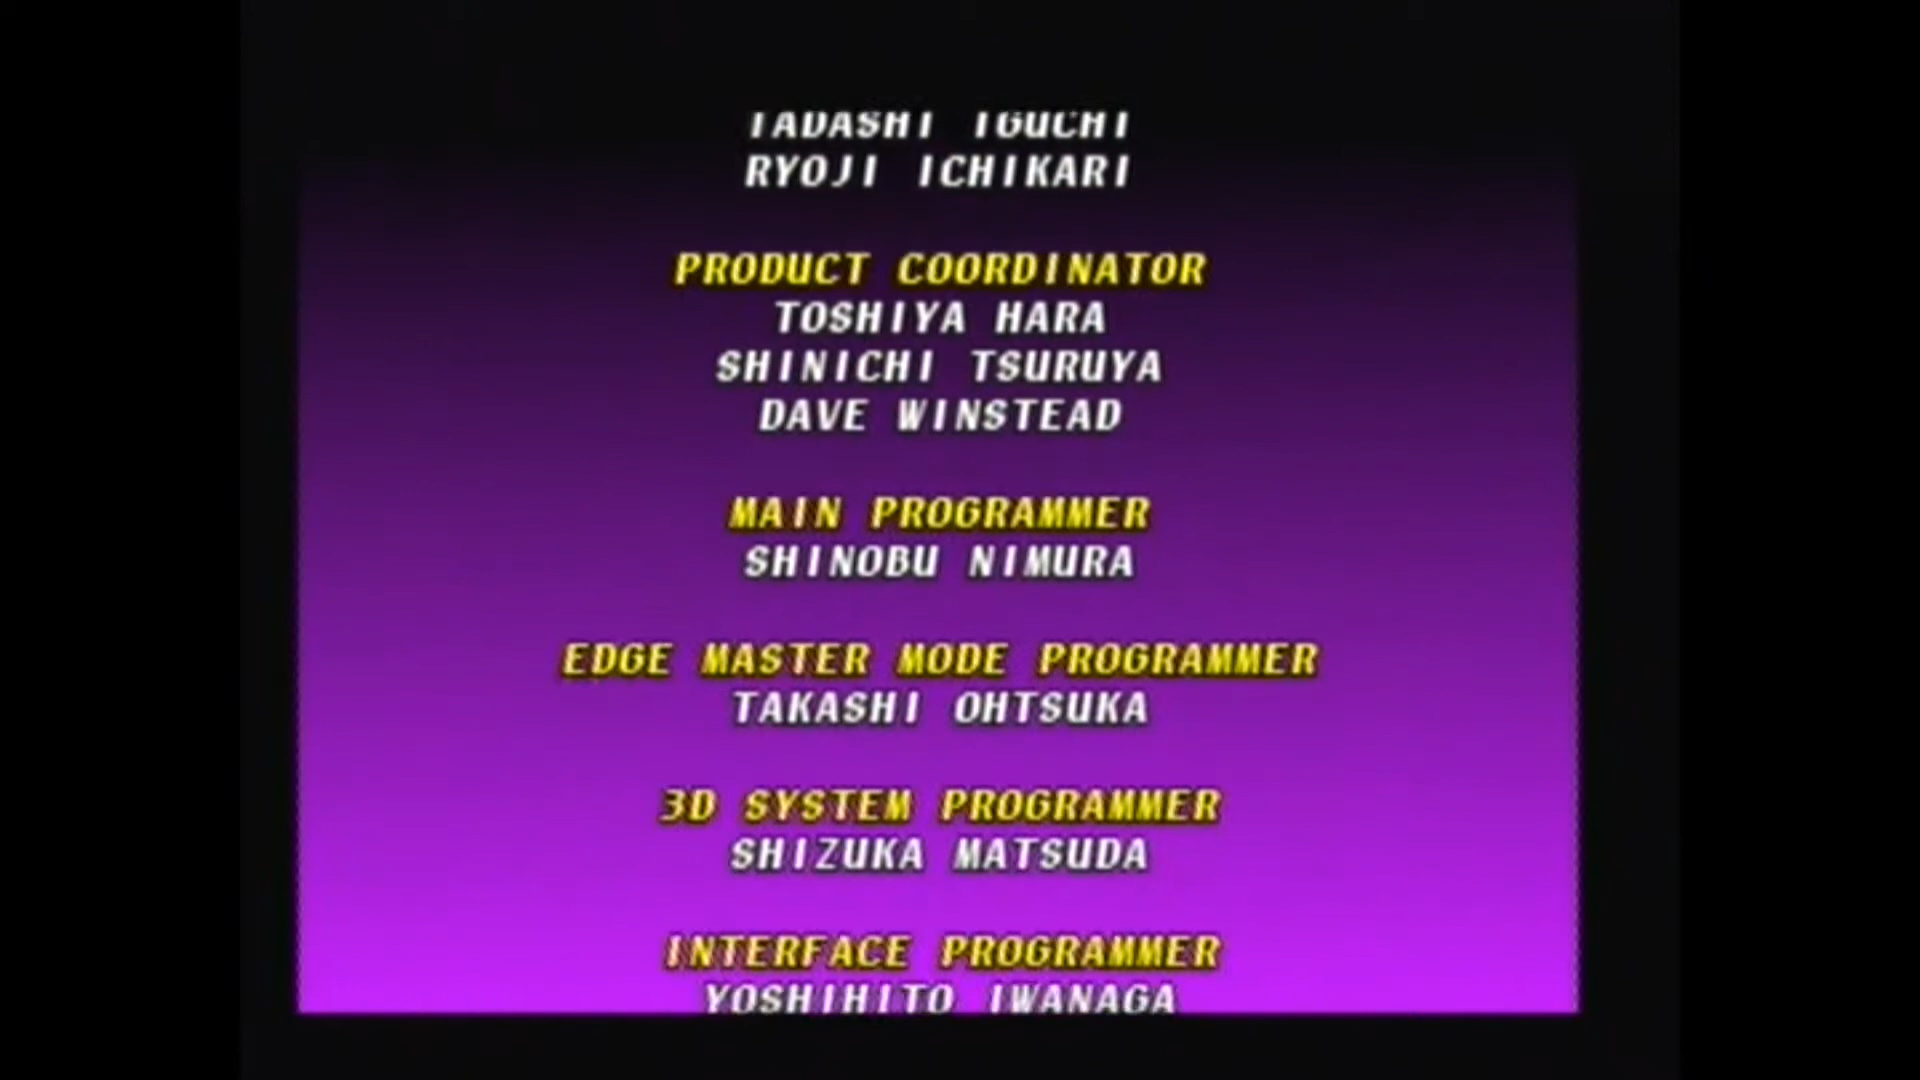 TADASHI IGUCHI
RYOJI ICHIKARI
PRODUCT COORDINATOR
TOSHIYA HARA
SHINICHI TSURUYA
DAVE WINSTEAD
MAIN PROGRAMMER
SHINOBU NIMURA
EDGE MASTER MODE PROGRAMMER
TAKASHI OHTSUKA
3D SYSTEM PROGRAMMER
SHIZUKA MATSUDA
INTERFACE PROGRAMMER
YOSHIHITO IWANAGA